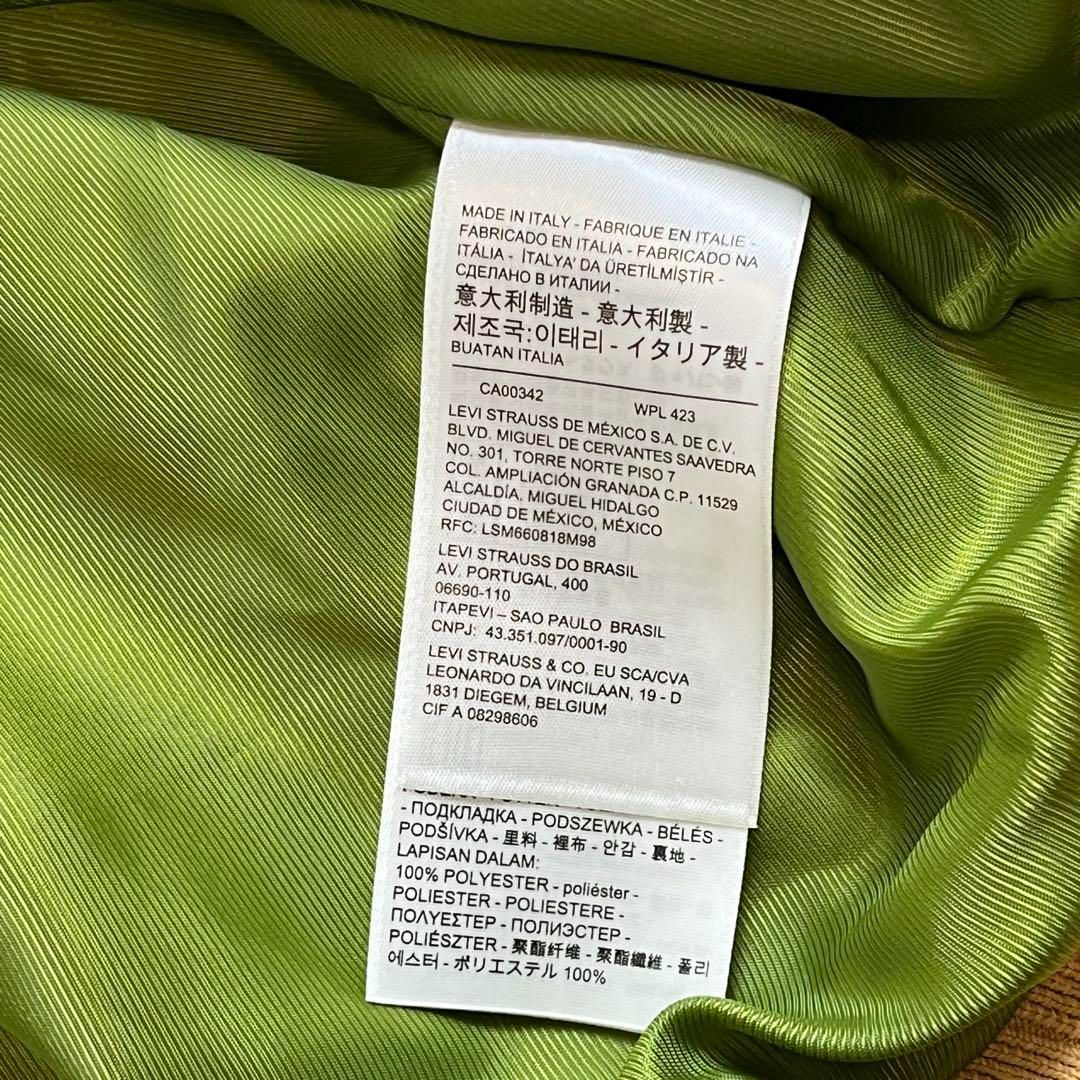 MADE IN ITALY - FABRIQUE EN ITALIE -
FABRICADO EN ITALIA - FABRICADO NA
ITÁLIA - İTALYA' DA ÜRETİLMİŞTİR -
СДЕЛАНО В ИТАЛИИ -
意大利制造 - 意大利製 -
제조국:이태리 - イタリア製 -
BUATAN ITALIA
CA00342 WPL 423
LEVI STRAUSS DE MÉXICO S.A. DE C.V.
BLVD. MIGUEL DE CERVANTES SAAVEDRA
NO. 301, TORRE NORTE PISO 7
COL. AMPLIACIÓN GRANADA C.P. 11529
ALCALDÍA, MIGUEL HIDALGO
CIUDAD DE MÉXICO, MÉXICO
RFC: LSM660818M98
LEVI STRAUSS DO BRASIL
AV. PORTUGAL, 400
06690-110
ITAPEVI – SAO PAULO BRASIL
CNPJ: 43.351.097/0001-90
LEVI STRAUSS & CO. EU SCA/CVA
LEONARDO DA VINCILAAN, 19 - D
1831 DIEGEM, BELGIUM
CIF A 08298606
- ПОДКЛАДКА - PODSZEWKA - BÉLÉS -
PODŠÍVKA - 里料 - 裡布 - 안감 - 裏地 -
LAPISAN DALAM:
100% POLYESTER - poliéster -
POLIESTER - POLIESTERE -
ΠΟΛΥΕΣΤΕΡ - ПОЛИЭСТЕР -
POLIÉSZTER - 聚酯纤维 - 聚酯纖維 - 폴리
에스터 - ポリエステル 100%